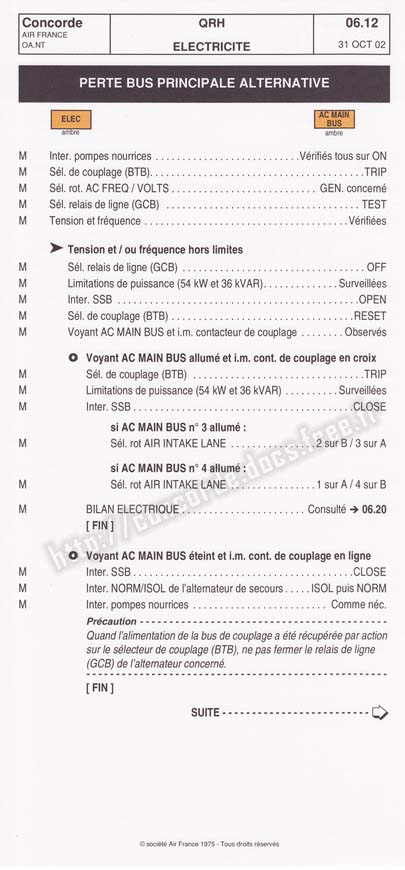 Concorde QRH 06.12
AIR FRANCE
OA.NT ELECTRICITE 31 OCT 02
PERTE BUS PRINCIPALE ALTERNATIVE
ELEC AC MAIN
BUS
ambre ambre
M Inter. pompes nourrices . . . . . . . . . . . . . . . . . . . . . . . . Vérifiés tous sur ON
M Sél. de couplage (BTB). . . . . . . . . . . . . . . . . . . . . . . . . . . . . . . . . . . TRIP
M Sél. rot. AC FREQ / VOLTS . . . . . . . . . . . . . . . . . . . . . . . . GEN. concerné
M Sél. relais de ligne (GCB) . . . . . . . . . . . . . . . . . . . . . . . . . . . . . . . . . TEST
M Tension et fréquence . . . . . . . . . . . . . . . . . . . . . . . . . . . . . . . . . Vérifiées
➤ Tension et / ou fréquence hors limites
M Sél. relais de ligne (GCB) . . . . . . . . . . . . . . . . . . . . . . . . . . . . . . . OFF
M Limitations de puissance (54 kW et 36 kVAR). . . . . . . . . . . . Surveillées
M Inter. SSB . . . . . . . . . . . . . . . . . . . . . . . . . . . . . . . . . . . . . . . . . .OPEN
M Sél. de couplage (BTB) . . . . . . . . . . . . . . . . . . . . . . . . . . . . . . .RESET
M Voyant AC MAIN BUS et i.m. contacteur de couplage . . . . . . . . Observés
Voyant AC MAIN BUS allumé et i.m. cont. de couplage en croix
M Sél. de couplage (BTB) . . . . . . . . . . . . . . . . . . . . . . . . . . . . . . .TRIP
M Limitations de puissance (54 kW et 36 kVAR) . . . . . . . . . . Surveillées
M Inter. SSB. . . . . . . . . . . . . . . . . . . . . . . . . . . . . . . . . . . . . . .CLOSE
si AC MAIN BUS n° 3 allumé :
M Sél. rot AIR INTAKE LANE . . . . . . . . . . . . . . . .2 sur B / 3 sur A
si AC MAIN BUS n° 4 allumé :
M Sél. rot AIR INTAKE LANE . . . . . . . . . . . . . . . .1 sur A / 4 sur B
M BILAN ELECTRIQUE . . . . . . . . . . . . . . . . . . . . . . . Consulté ➔ 06.20
[ FIN ]
Voyant AC MAIN BUS éteint et i.m. cont. de couplage en ligne
M Inter. SSB. . . . . . . . . . . . . . . . . . . . . . . . . . . . . . . . . . . . . . .CLOSE
M Inter. NORM/ISOL de l'alternateur de secours . . . . . ISOL puis NORM
M Inter. pompes nourrices . . . . . . . . . . . . . . . . . . . . . . . . Comme néc.
Précaution
Quand l'alimentation de la bus de couplage a été récupérée par action
sur le sélecteur de couplage (BTB), ne pas fermer le relais de ligne
(GCB) de l'alternateur concerné.
[ FIN ]
SUITE
http://concorde.docs.free.fr
© société Air France 1975 - Tous droits réservés